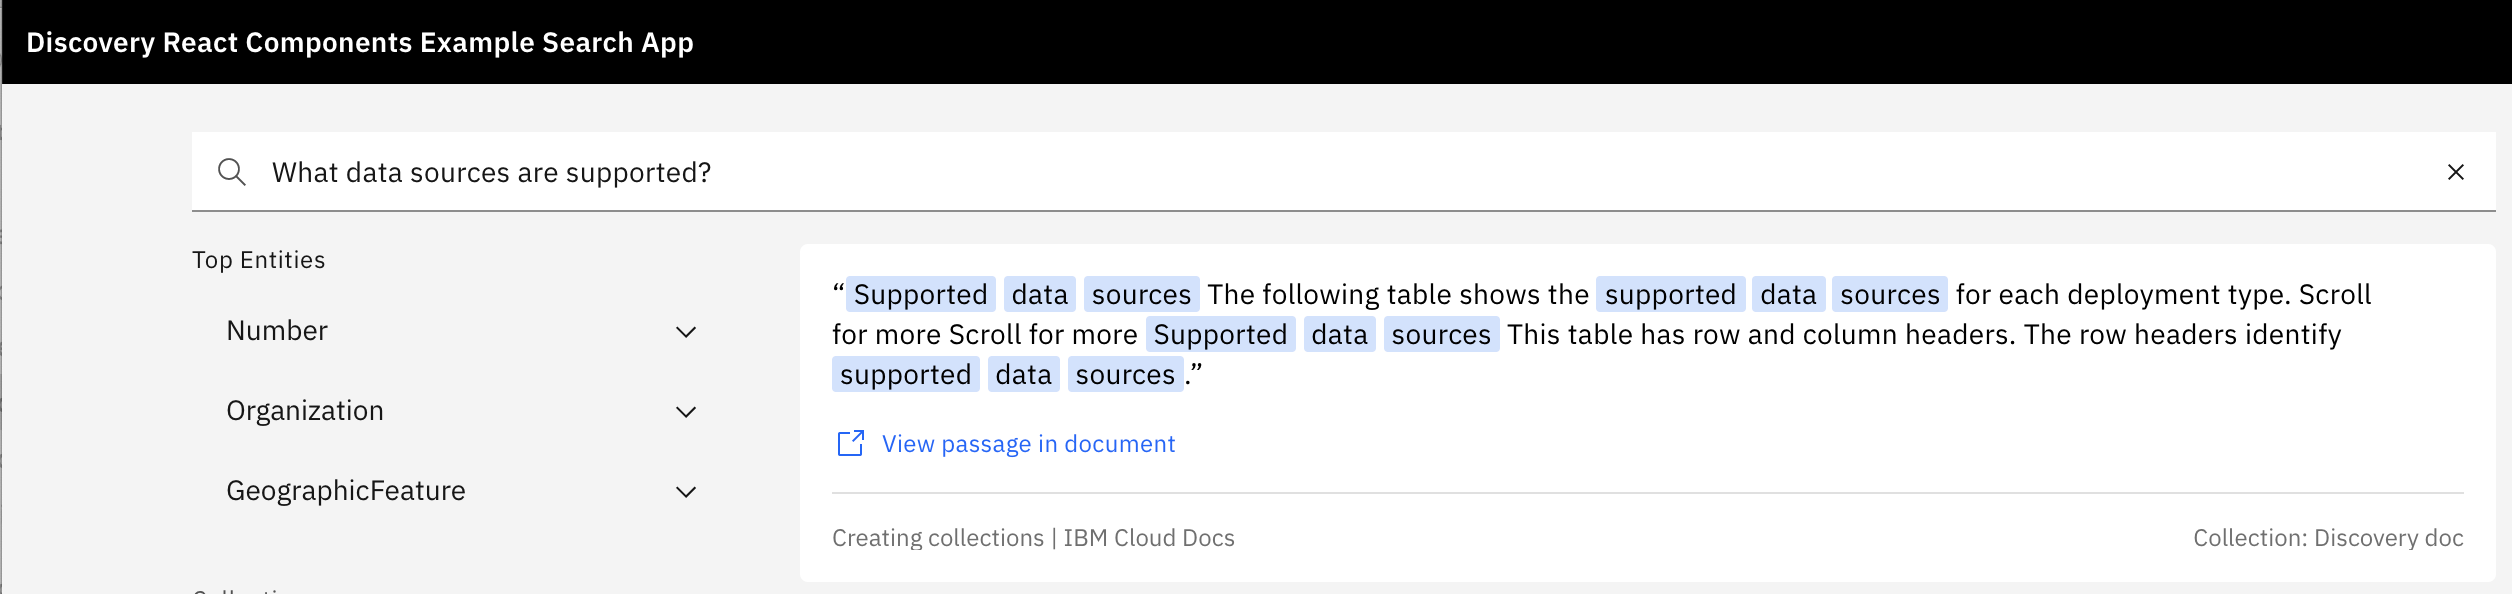 Discovery React Components Example Search App
What data sources are supported?
Top Entities
Number
Organization
GeographicFeature
“Supported data sources The following table shows the supported data sources for each deployment type. Scroll
for more Scroll for more Supported data sources This table has row and column headers. The row headers identify
supported data sources.”
View passage in document
Creating collections | IBM Cloud Docs
Collection: Discovery doc